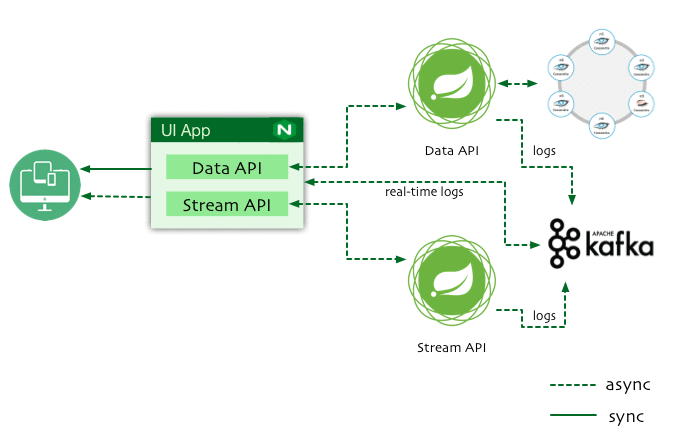 UI App
N
Data API
Stream API
Data API
logs
real-time logs
APACHE
kafka
logs
Stream API
async
sync